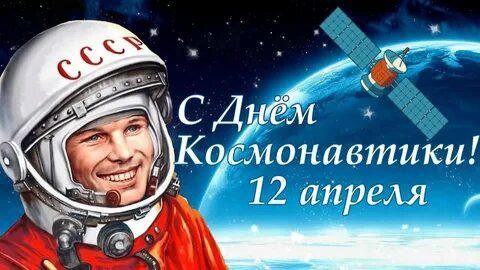 СССР
С Днём
Космонавтики!
12 апреля